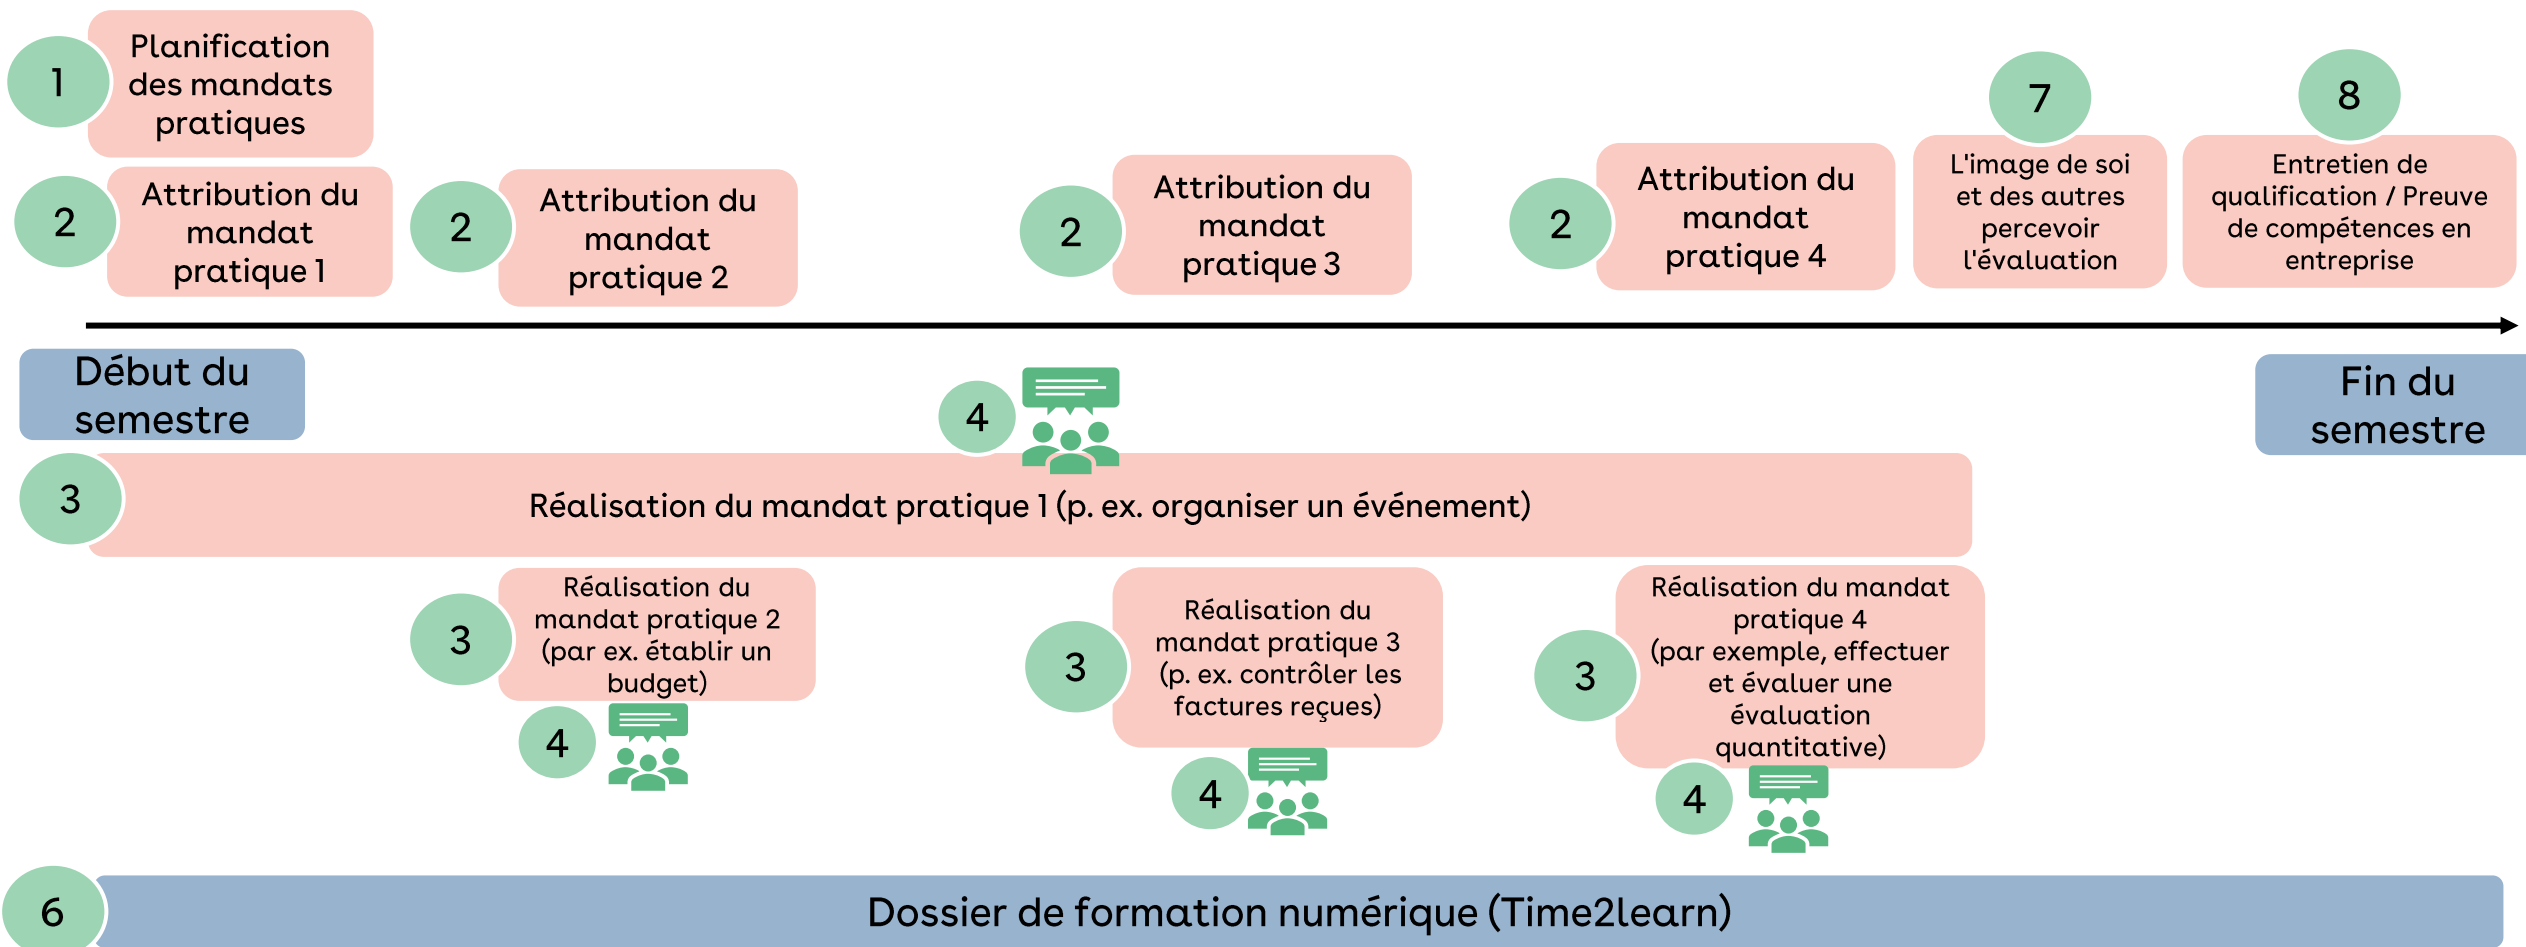 1
Planification
des mandats
pratiques
2
Attribution du
mandat
pratique 1
2
Attribution du
mandat
pratique 2
2
Attribution du
mandat
pratique 3
2
Attribution du
mandat
pratique 4
7
L'image de soi
et des autres
percevoir
l'évaluation
8
Entretien de
qualification / Preuve
de compétences en
entreprise
Début du
semestre
Fin du
semestre
4
3
Réalisation du mandat pratique 1 (p. ex. organiser un événement)
3
Réalisation du
mandat pratique 2
(par ex. établir un
budget)
4
3
Réalisation du
mandat pratique 3
(p. ex. contrôler les
factures reçues)
4
3
Réalisation du mandat
pratique 4
(par exemple, effectuer
et évaluer une
évaluation
quantitative)
4
6
Dossier de formation numérique (Time2learn)